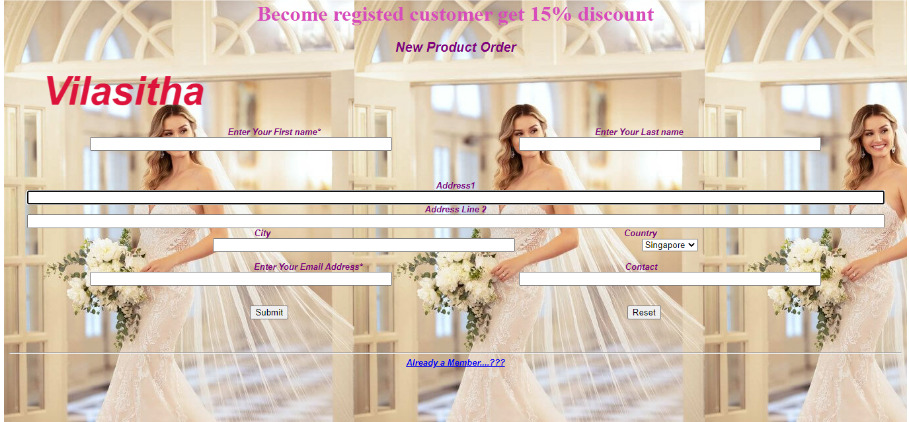 Become registed customer get 15% discount
New Product Order
Vilasitha
Enter Your First name* Enter Your Last name
Address1
Address Line 2
City Country
Singapore
Enter Your Email Address* Contact
Submit Reset
Already a Member....???